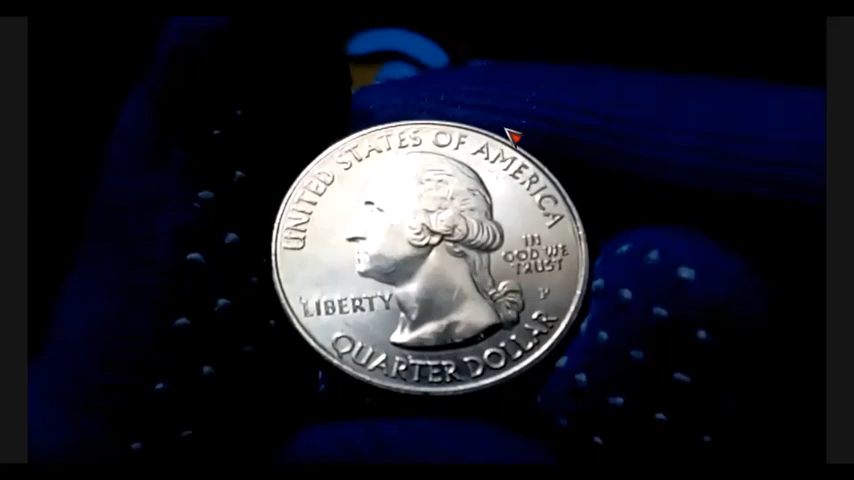 UNITED STATES OF AMERICA
LIBERTY
IN
GOD WE
TRUST
P
QUARTER DOLLAR